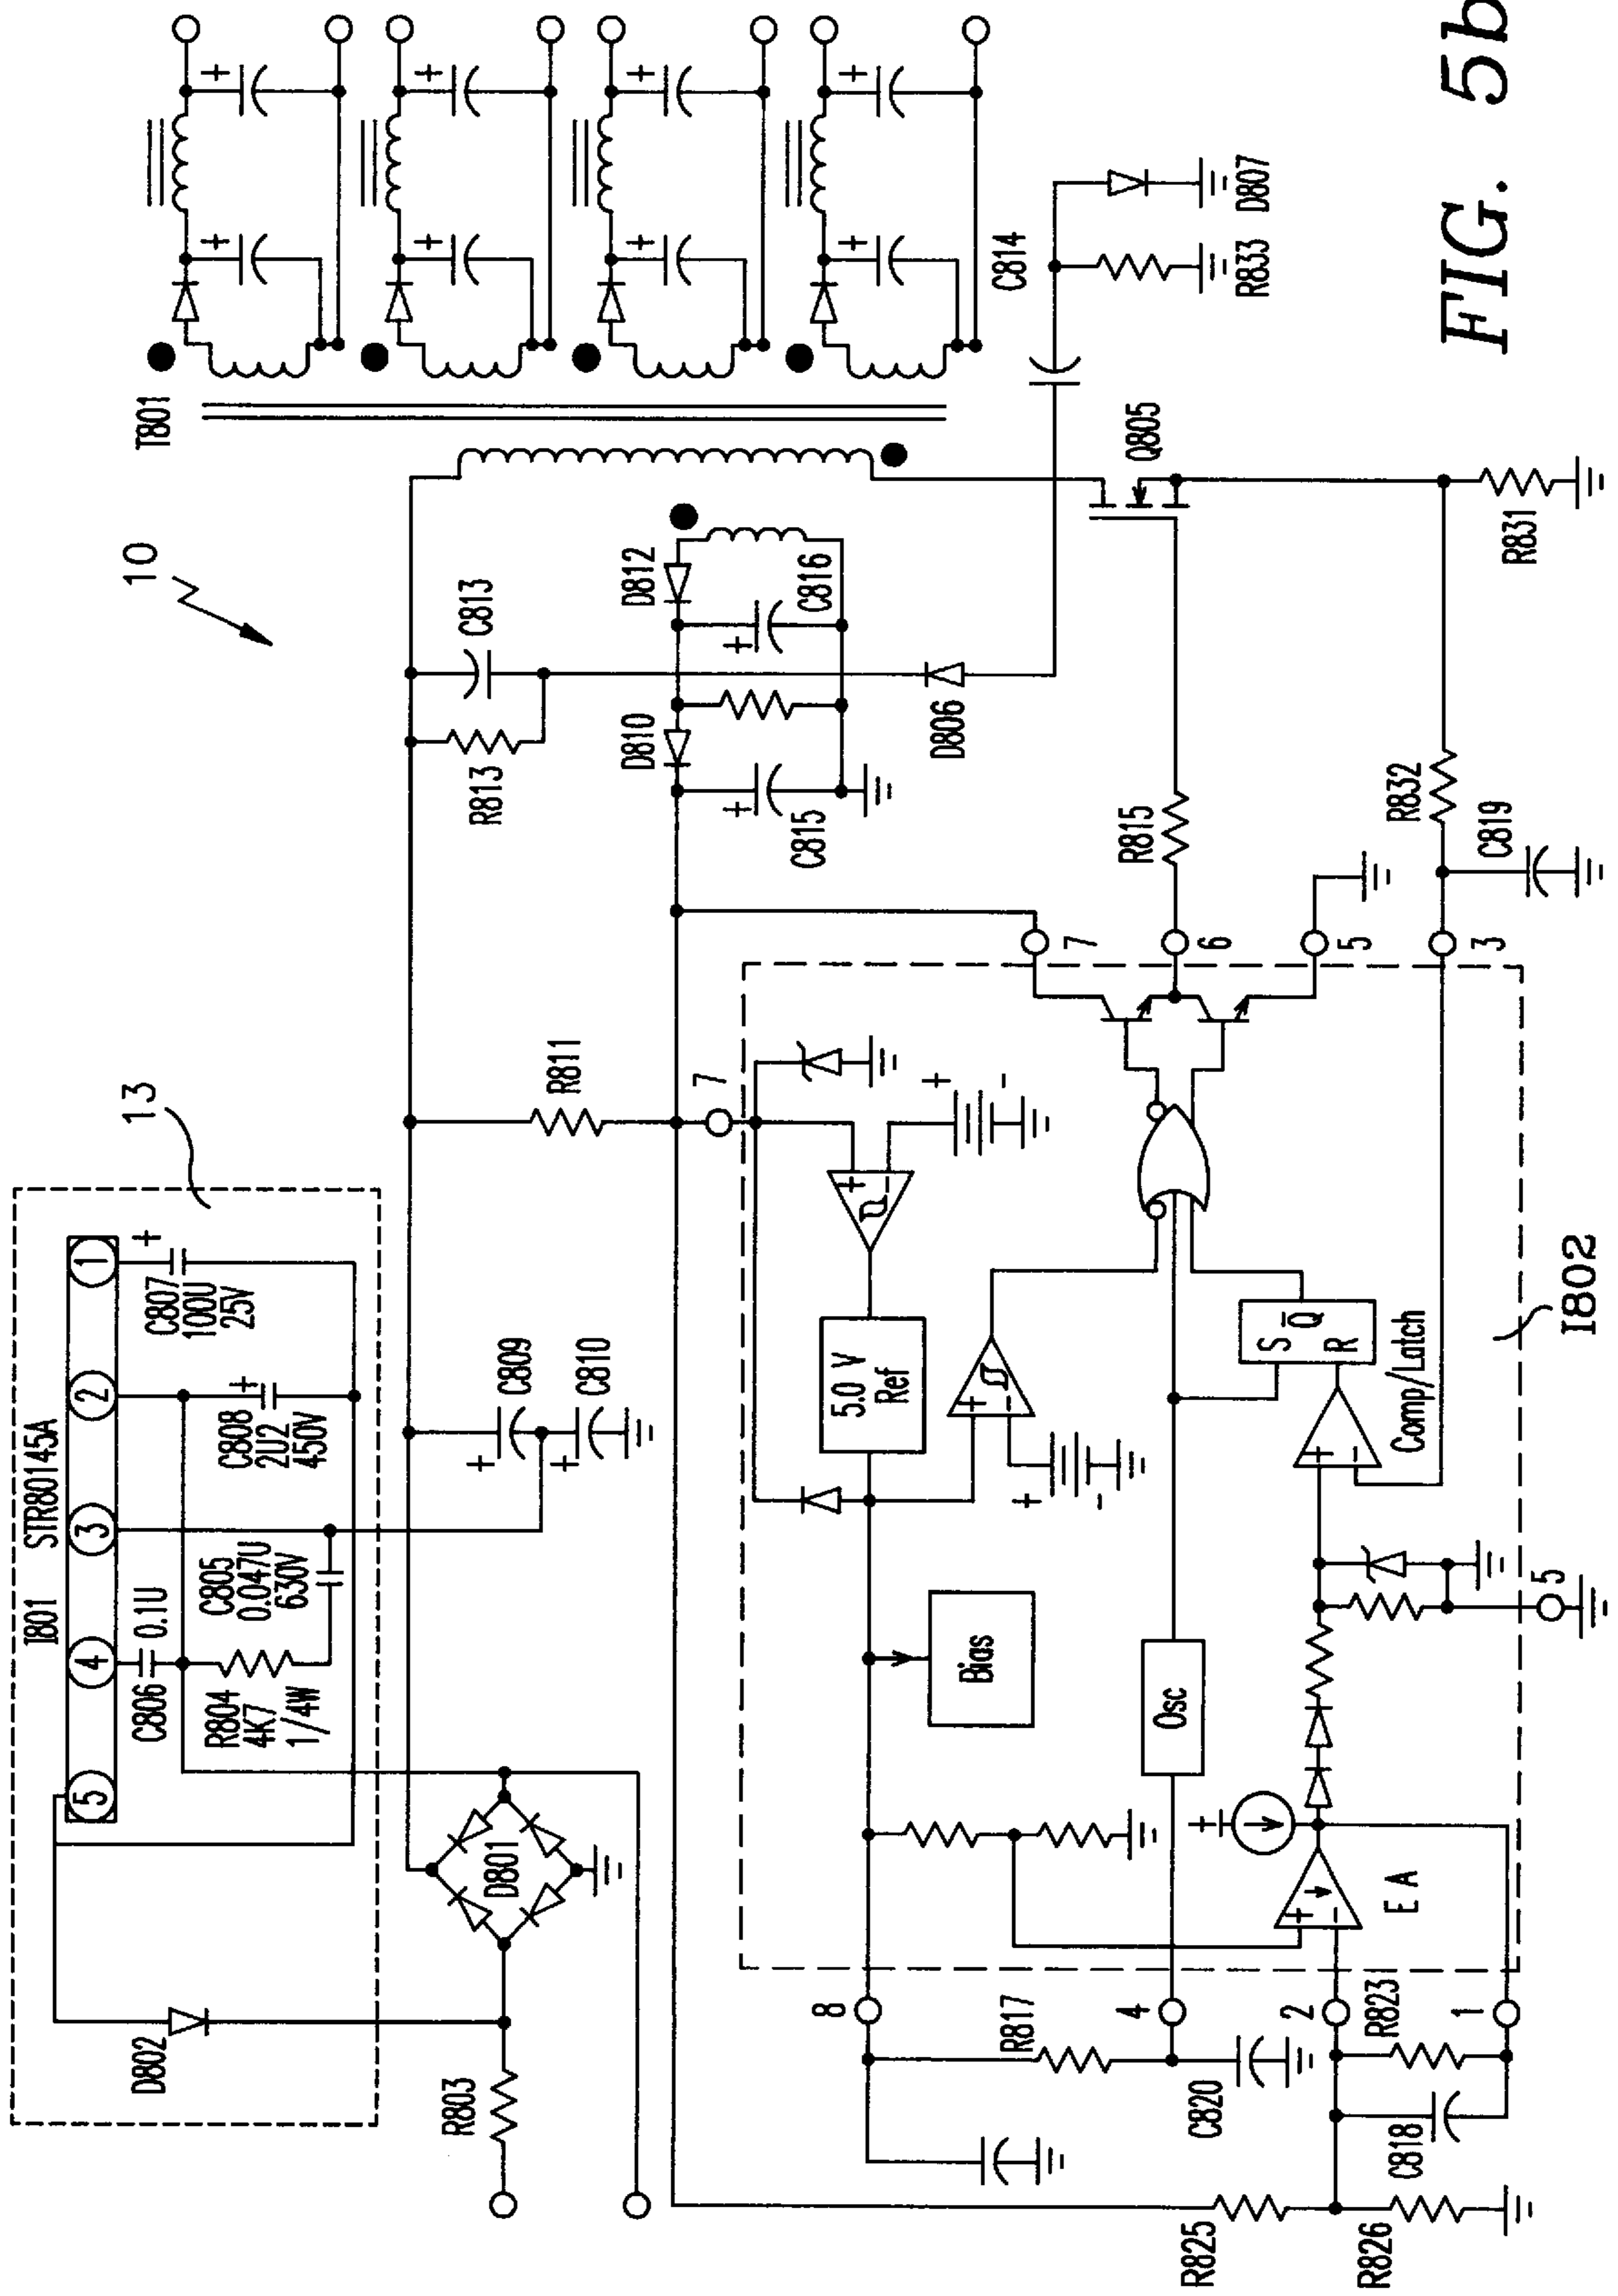 13
I801 STR80145A
5
4
3
2
1
D802
C806 0.1U
R804
4K7
1/4W
C805
0.047U
630V
C808
2U2
450V
+
C807
100U
25V
+
R803
D801
C809
+
C810
+
R811
10
R813
C813
D810
D812
C815
+
C816
+
D806
T801
+
+
+
+
+
+
+
+
C814
R833
D807
Q805
R831
R815
R832
C819
7
7
6
5
3
8
4
2
1
5
R817
C820
R823
C818
R825
R826
5.0 V
Ref
Bias
Osc
E A
+
-
+
+
-
+
-
+
-
+
-
+
-
S
Q
R
Comp/Latch
I802
FIG. 5b